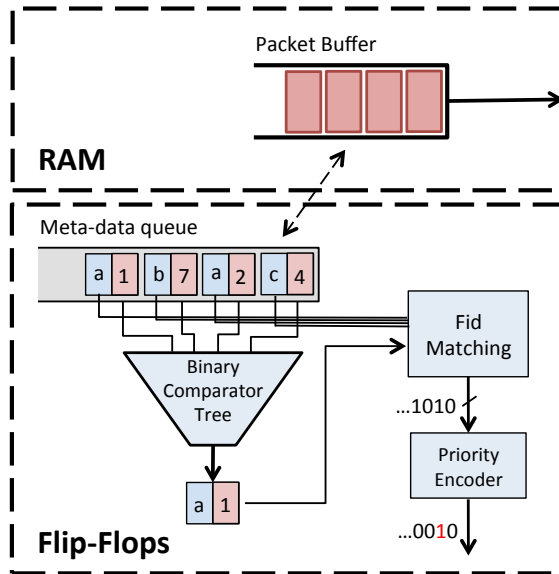 Packet Buffer
RAM
Meta-data queue
a 1 b 7 a 2 c 4
Fid
Matching
Binary
Comparator
Tree
...1010
Priority
Encoder
a 1
...0010
Flip-Flops